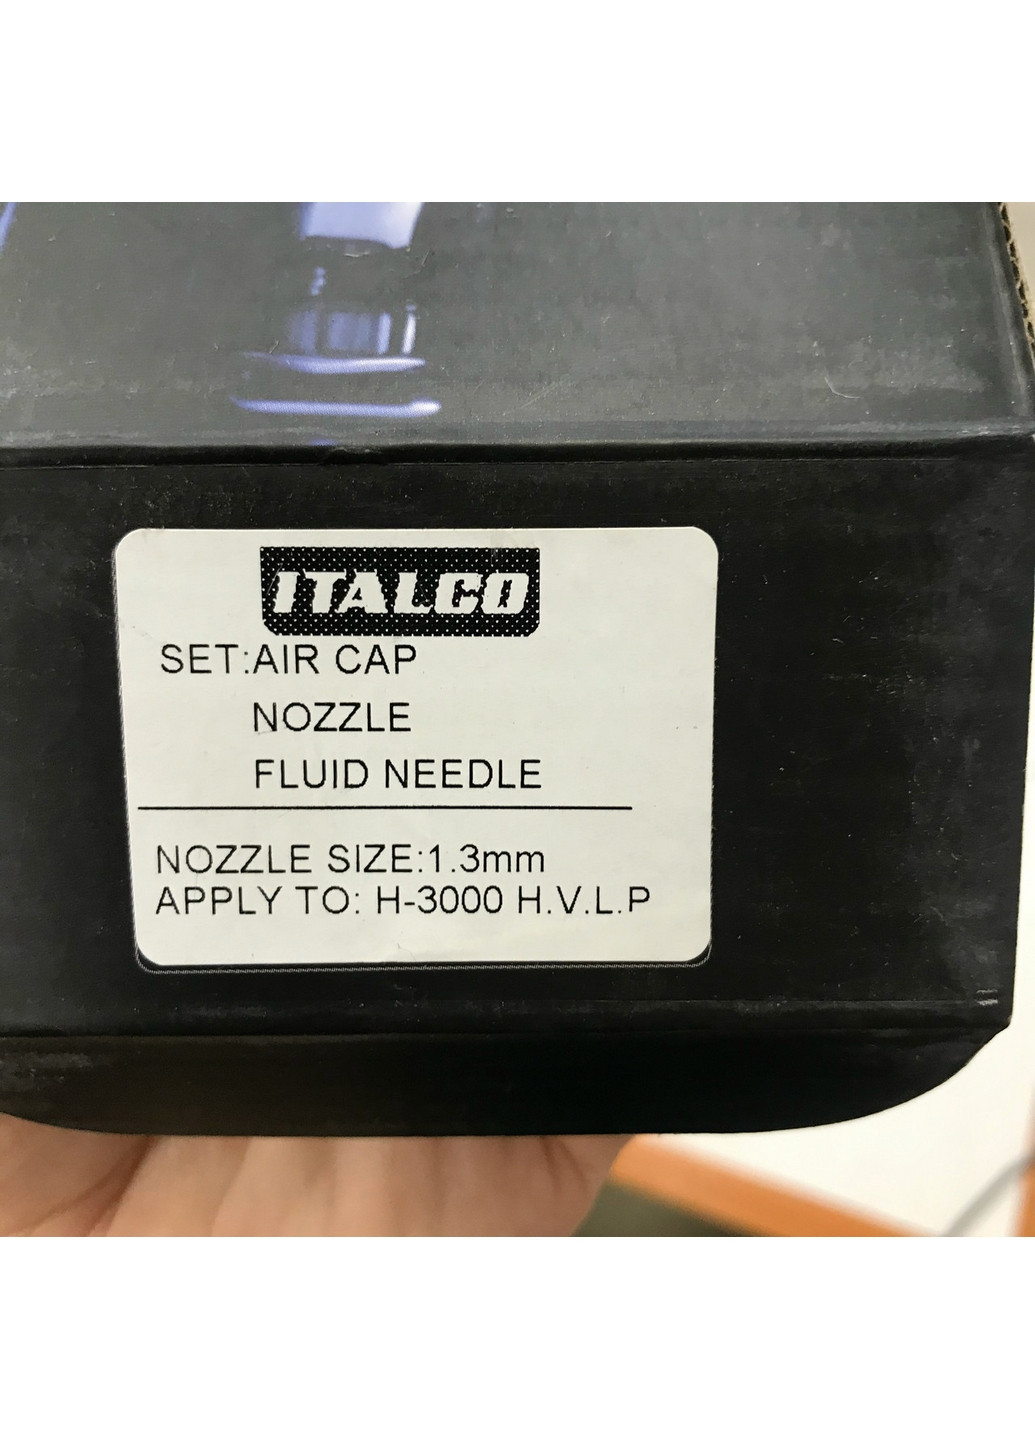 ITALCO
SET:AIR CAP
NOZZLE
FLUID NEEDLE
NOZZLE SIZE:1.3mm
APPLY TO: H-3000 H.V.L.P